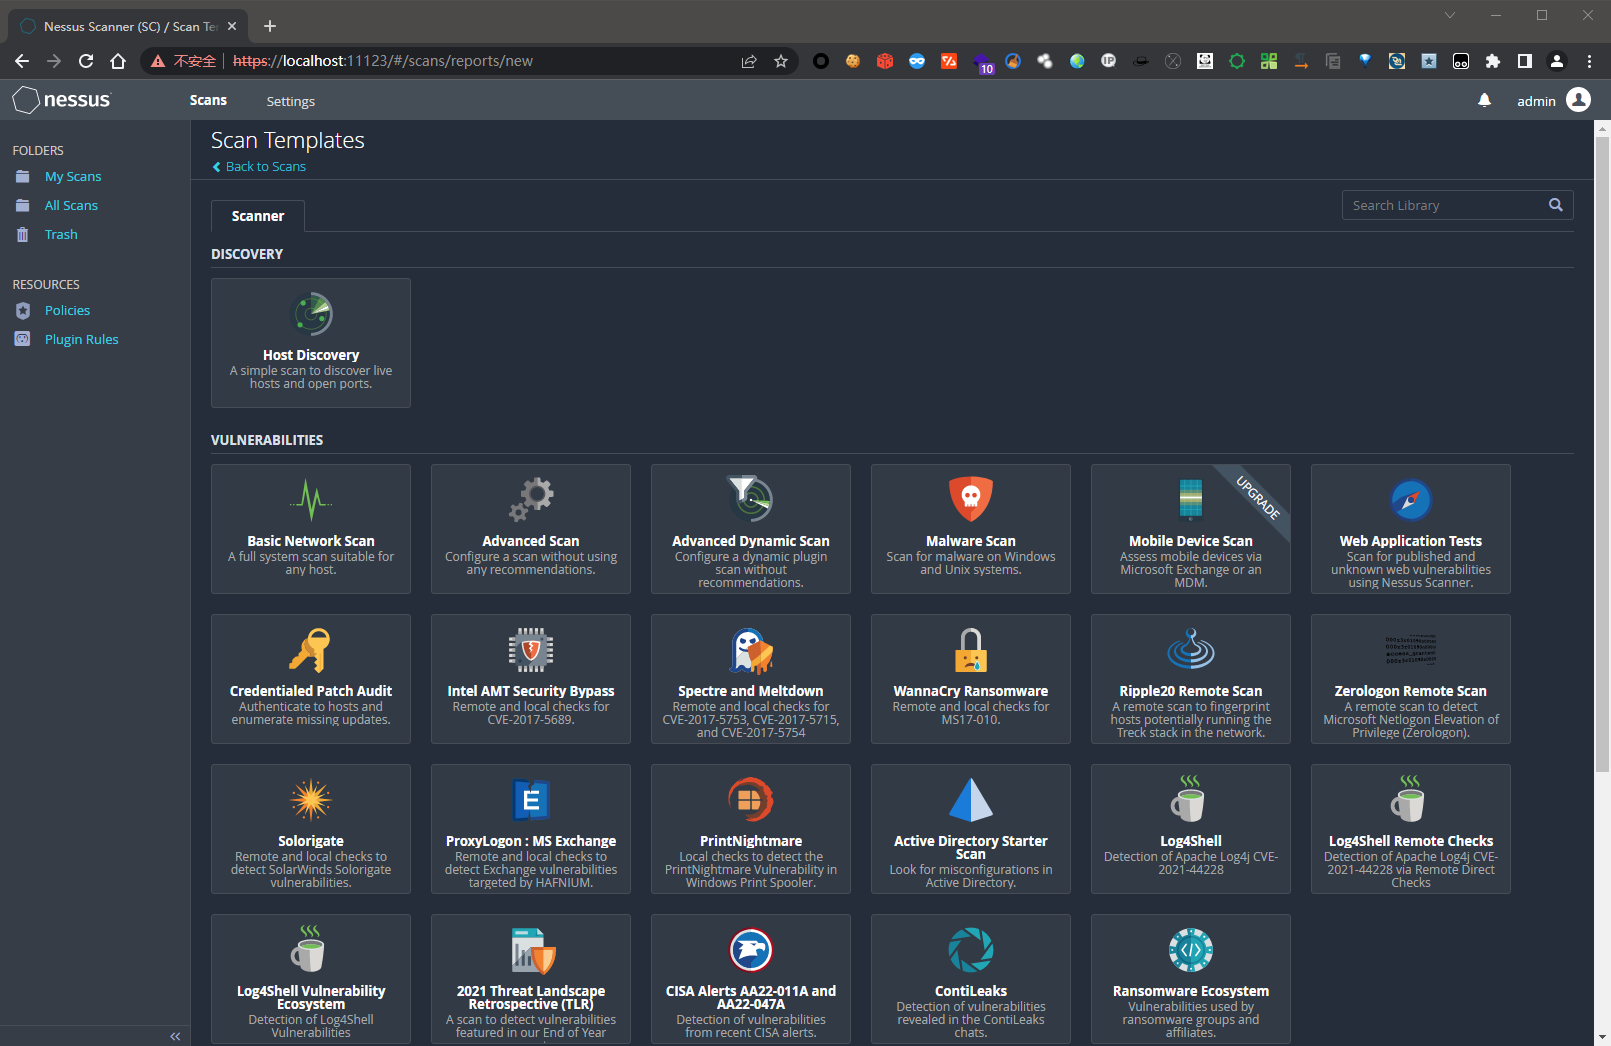 Nessus Scanner (SC) / Scan Te
不安全 https://localhost:11123/#/scans/reports/new
10
IP
nessus
Scans
Settings
admin
FOLDERS
My Scans
All Scans
Trash
RESOURCES
Policies
Plugin Rules
Scan Templates
Back to Scans
Scanner
Search Library
DISCOVERY
Host Discovery
A simple scan to discover live
hosts and open ports.
VULNERABILITIES
Basic Network Scan
A full system scan suitable for
any host.
Advanced Scan
Configure a scan without using
any recommendations.
Advanced Dynamic Scan
Configure a dynamic plugin
scan without
recommendations.
Malware Scan
Scan for malware on Windows
and Unix systems.
UPGRADE
Mobile Device Scan
Assess mobile devices via
Microsoft Exchange or an
MDM.
Web Application Tests
Scan for published and
unknown web vulnerabilities
using Nessus Scanner.
Credentialed Patch Audit
Authenticate to hosts and
enumerate missing updates.
Intel AMT Security Bypass
Remote and local checks for
CVE-2017-5689.
Spectre and Meltdown
Remote and local checks for
CVE-2017-5753, CVE-2017-5715,
and CVE-2017-5754
WannaCry Ransomware
Remote and local checks for
MS17-010.
Ripple20 Remote Scan
A remote scan to fingerprint
hosts potentially running the
Treck stack in the network.
Zerologon Remote Scan
A remote scan to detect
Microsoft Netlogon Elevation of
Privilege (Zerologon).
Solorigate
Remote and local checks to
detect SolarWinds Solorigate
vulnerabilities.
E
ProxyLogon : MS Exchange
Remote and local checks to
detect Exchange vulnerabilities
targeted by HAFNIUM.
PrintNightmare
Local checks to detect the
PrintNightmare Vulnerability in
Windows Print Spooler.
Active Directory Starter
Scan
Look for misconfigurations in
Active Directory.
Log4Shell
Detection of Apache Log4j CVE-
2021-44228
Log4Shell Remote Checks
Detection of Apache Log4j CVE-
2021-44228 via Remote Direct
Checks
Log4Shell Vulnerability
Ecosystem
Detection of Log4Shell
Vulnerabilities
2021 Threat Landscape
Retrospective (TLR)
A scan to detect vulnerabilities
featured in our End of Year
CISA Alerts AA22-011A and
AA22-047A
Detection of vulnerabilities
from recent CISA alerts.
ContiLeaks
Detection of vulnerabilities
revealed in the ContiLeaks
chats.
Ransomware Ecosystem
Vulnerabilities used by
ransomware groups and
affiliates.